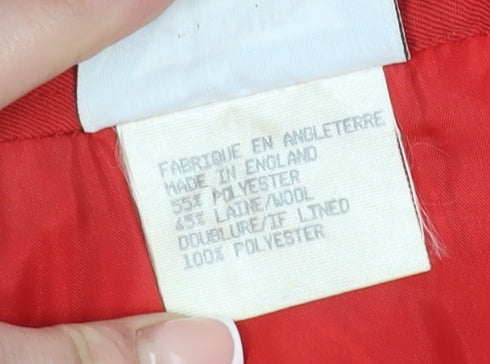 FABRIQUE EN ANGLETERRE
MADE IN ENGLAND
55% POLYESTER
45% LAINE/WOOL
DOUBLURE/IF LINED
100% POLYESTER